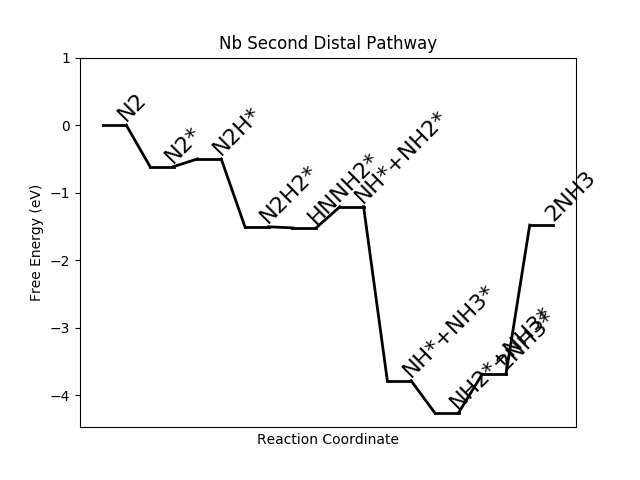 Nb Second Distal Pathway
Free Energy (eV)
1
0
−1
−2
−3
−4
N2
N2*
N2H*
N2H2*
HNNH2*
NH*+NH2*
NH*+NH3*
NH2*+NH3*
2NH3*
2NH3
Reaction Coordinate